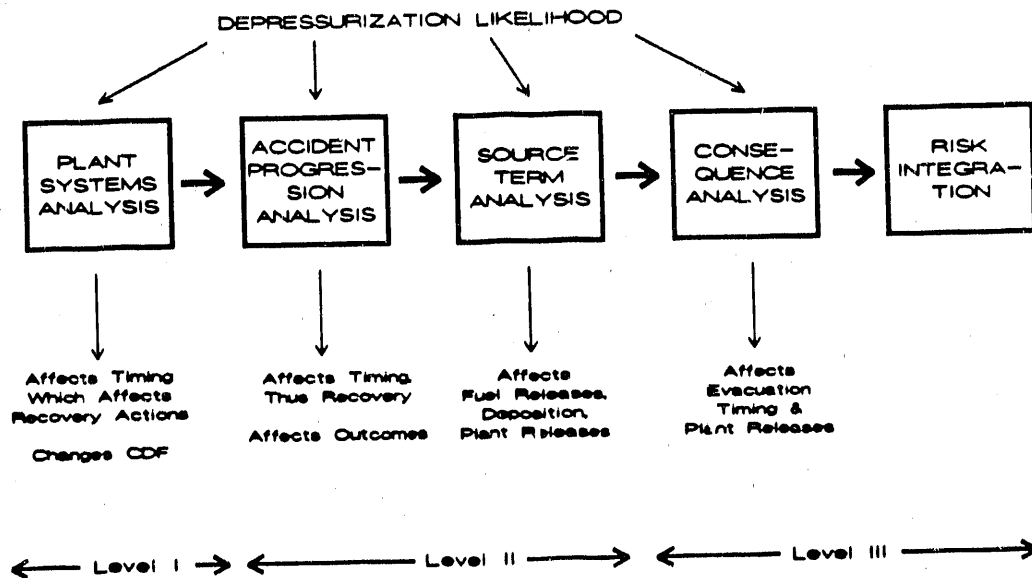 DEPRESSURIZATION LIKELIHOOD
PLANT
SYSTEMS
ANALYSIS
ACCIDENT
PROGRES-
SION
ANALYSIS
SOURCE
TERM
ANALYSIS
CONSE-
QUENCE
ANALYSIS
RISK
INTEGRA-
TION
Affects Timing
Which Affects
Recovery Actions
Changes CDF
Affects Timing,
Thus Recovery
Affects Outcomes
Affects
Fuel Releases,
Deposition,
Plant Releases
Affects
Evacuation
Timing &
Plant Releases
Level I
Level II
Level III